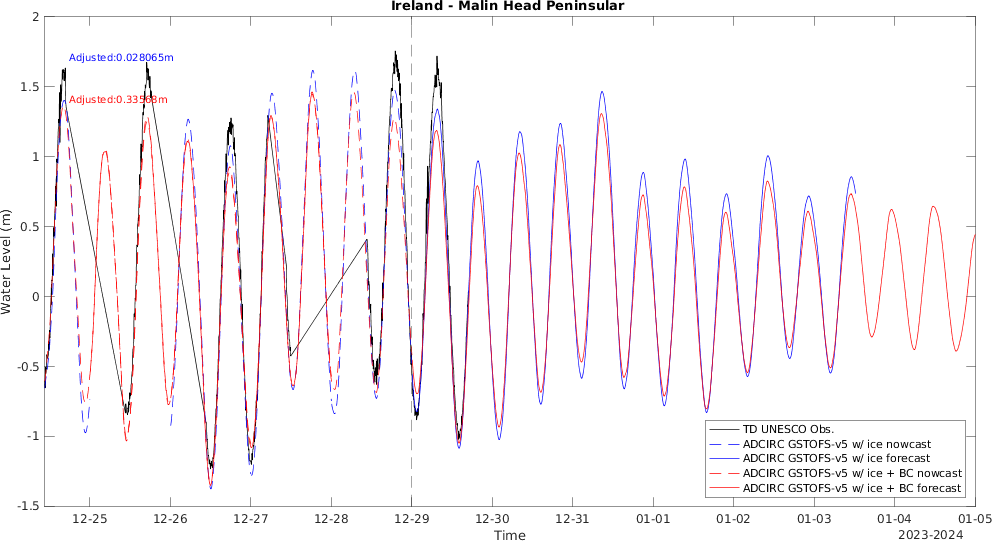 Ireland - Malin Head Peninsular
Water Level (m)
2
1.5
1
0.5
0
-0.5
-1
-1.5
Adjusted:0.028065m
Adjusted:0.33568m
TD UNESCO Obs.
ADCIRC GSTOFS-v5 w/ ice nowcast
ADCIRC GSTOFS-v5 w/ ice forecast
ADCIRC GSTOFS-v5 w/ ice + BC nowcast
ADCIRC GSTOFS-v5 w/ ice + BC forecast
12-25 12-26 12-27 12-28 12-29 12-30 12-31 01-01 01-02 01-03 01-04 01-05
Time
2023-2024